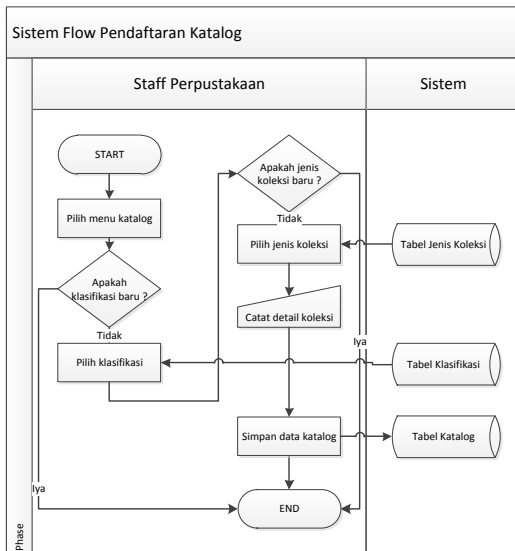 Sistem Flow Pendaftaran Katalog
Staff Perpustakaan
Sistem
START
Pilih menu katalog
Apakah
klasifikasi baru ?
Tidak
Pilih klasifikasi
Iya
Apakah jenis
koleksi baru ?
Tidak
Pilih jenis koleksi
Catat detail koleksi
Iya
Simpan data katalog
END
Tabel Jenis Koleksi
Tabel Klasifikasi
Tabel Katalog
Phase